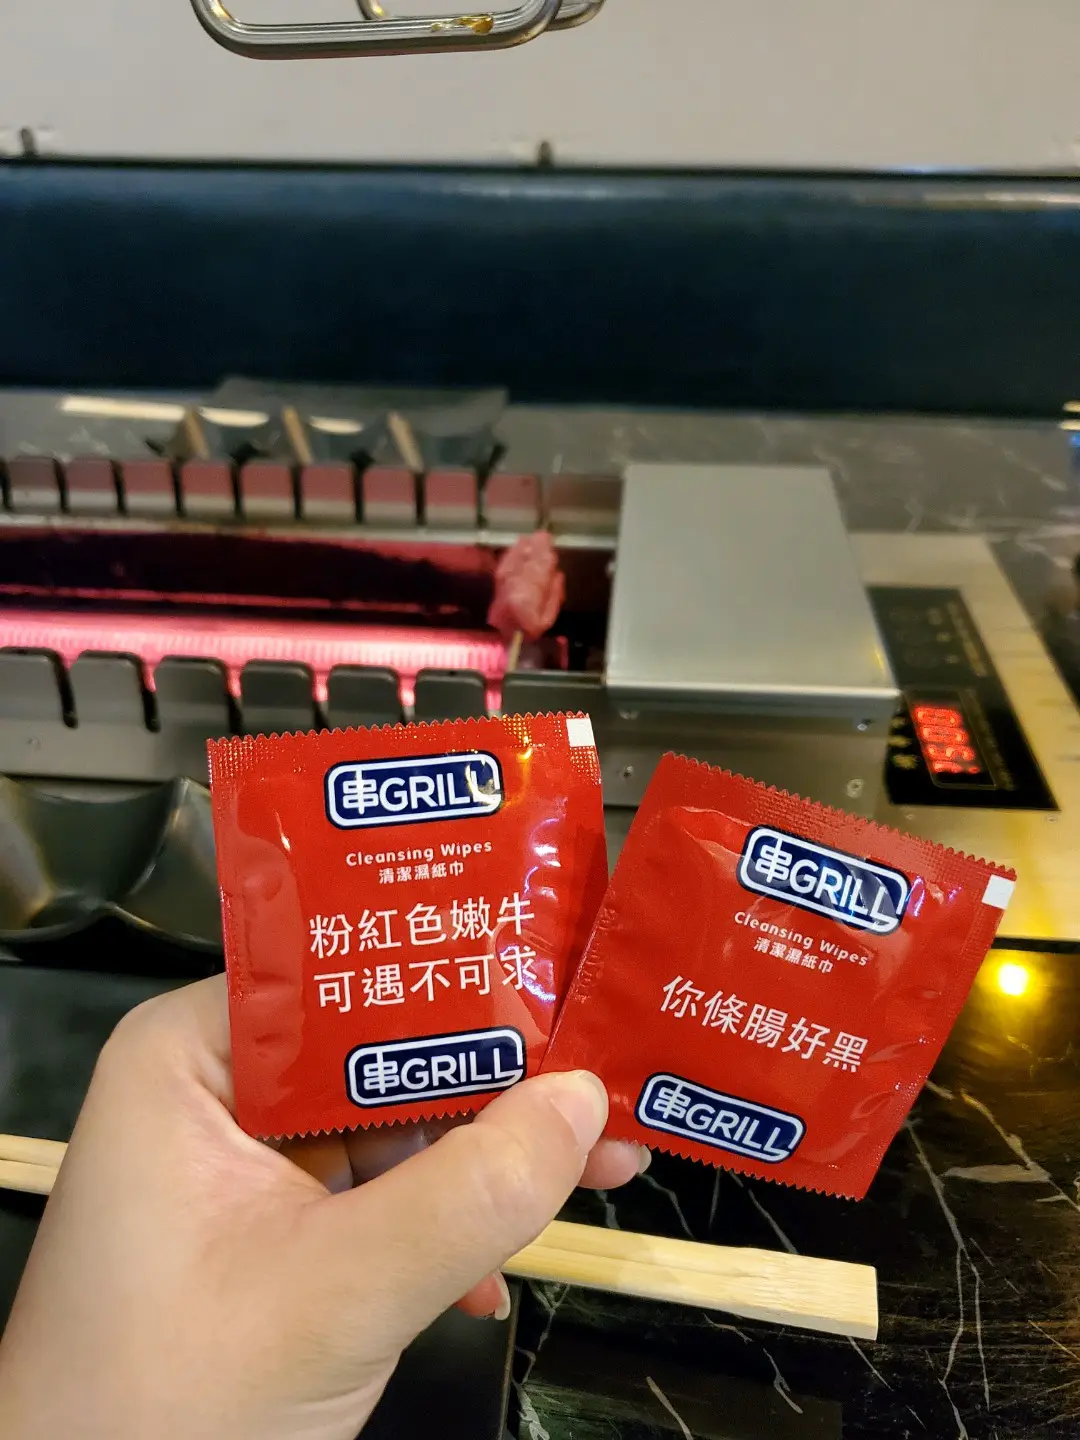 串GRILL
Cleansing Wipes
清潔濕紙巾
粉紅色嫩牛
可遇不可求
串GRILL
串GRILL
Cleansing Wipes
清潔濕紙巾
你條腸好黑
串GRILL